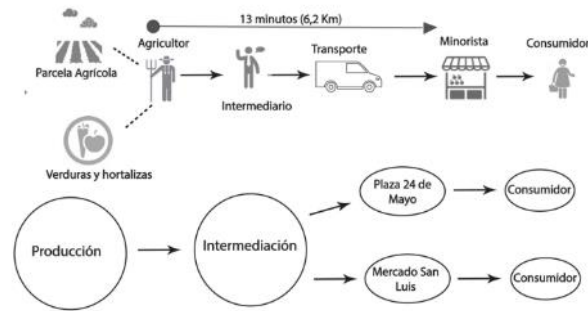 13 minutos (6,2 Km)
Agricultor
Transporte
Minorista
Consumidor
Parcela Agrícola
Intermediario
Verduras y hortalizas
Producción
Intermediación
Plaza 24 de
Mayo
Consumidor
Mercado San
Luis
Consumidor